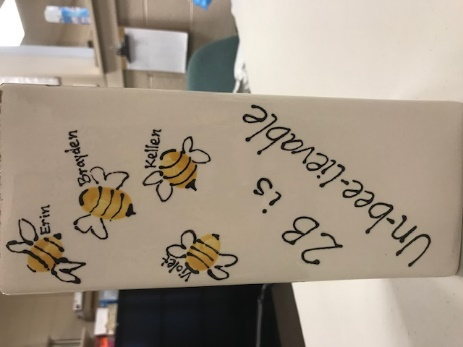 Erin
Brayden
Kellen
Violet
2B is
Un-bee-lievable